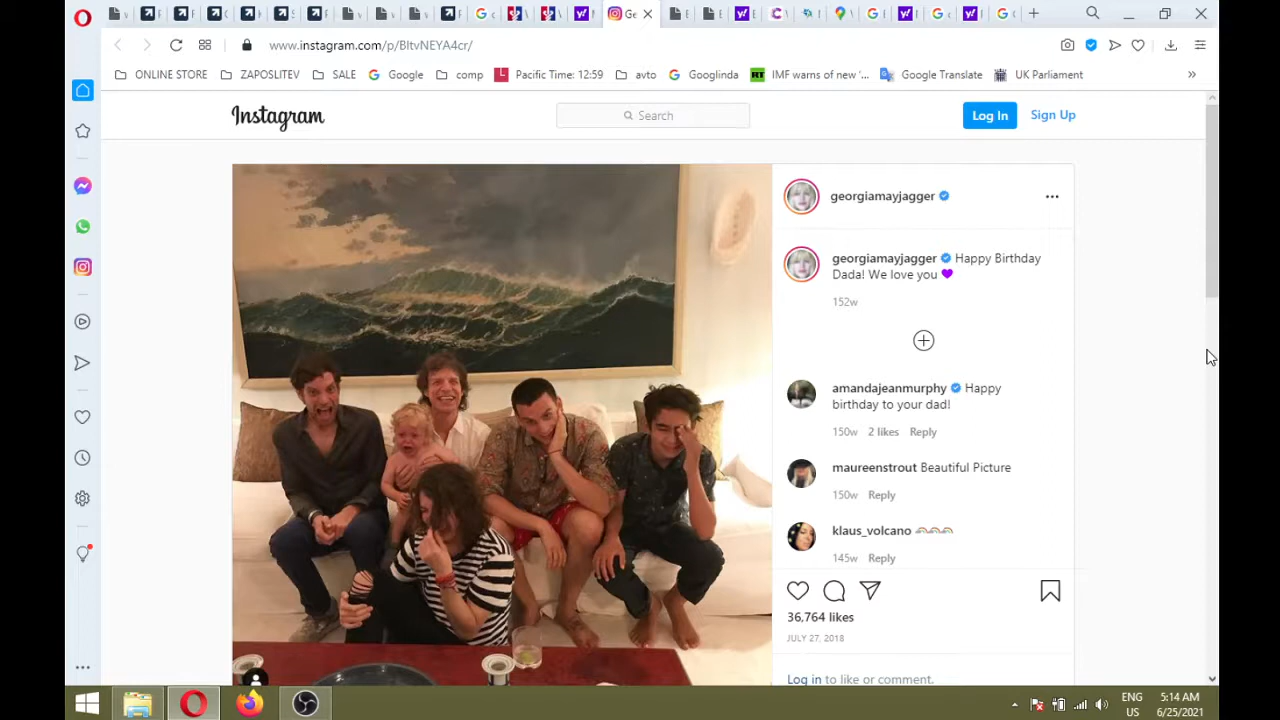 Ge
www.instagram.com/p/BltvNEYA4cr/
ONLINE STORE ZAPOSLITEV SALE Google comp Pacific Time: 12:59 avto Googlinda IMF warns of new '... Google Translate UK Parliament »
Instagram
Search
Log In Sign Up
georgiamayjagger
georgiamayjagger Happy Birthday
Dada! We love you 💜
152w
amandajeanmurphy Happy
birthday to your dad!
150w 2 likes Reply
maureenstrout Beautiful Picture
150w Reply
klaus_volcano
145w Reply
36,764 likes
JULY 27, 2018
Log in to like or comment.
ENG
US
5:14 AM
6/25/2021